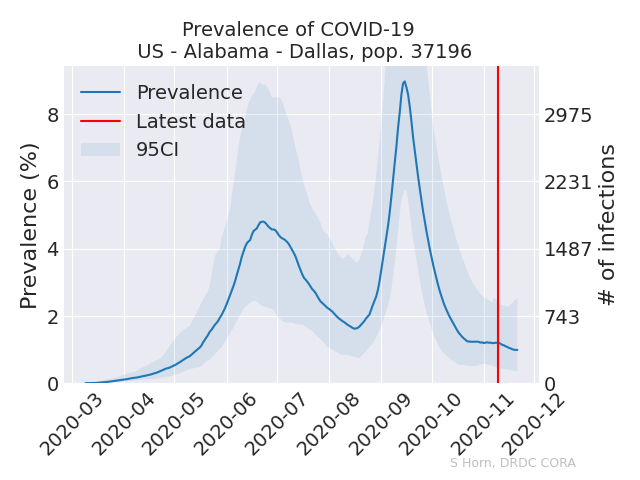 Prevalence of COVID-19
US - Alabama - Dallas, pop. 37196
Prevalence
Latest data
95CI
Prevalence (%)
8
6
4
2
0
# of infections
2975
2231
1487
743
0
2020-03
2020-04
2020-05
2020-06
2020-07
2020-08
2020-09
2020-10
2020-11
2020-12
S Horn, DRDC CORA